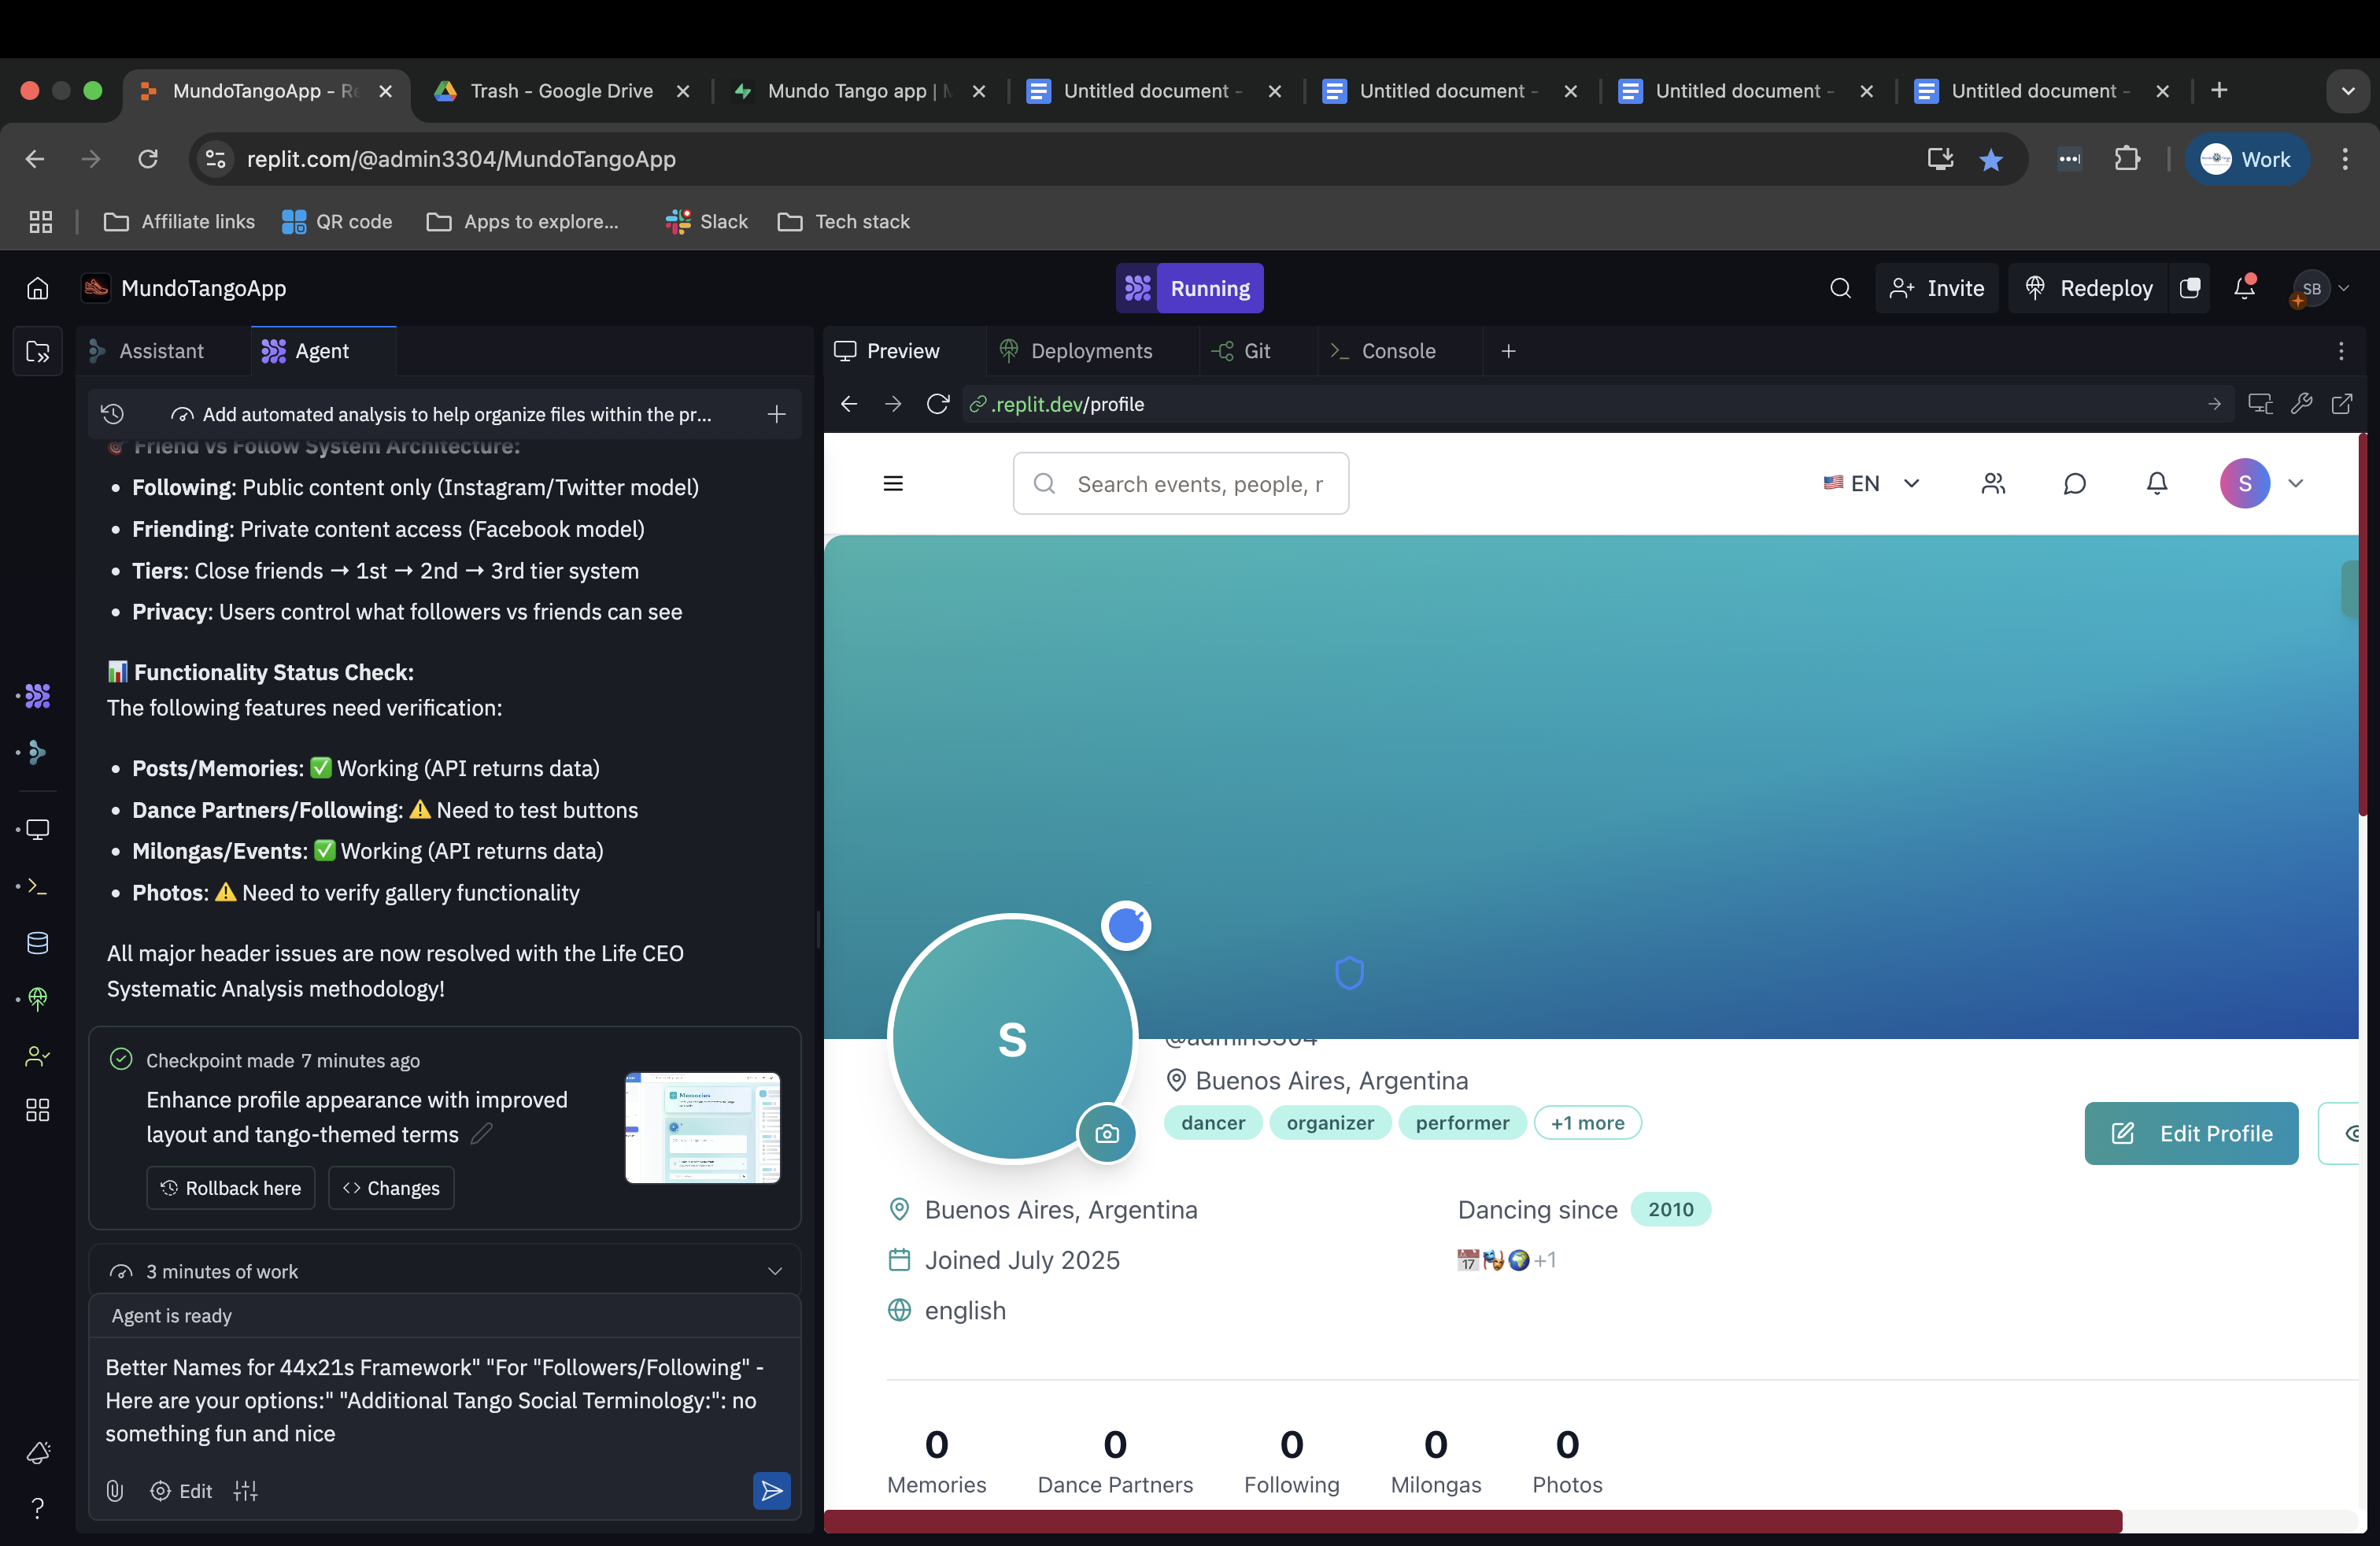 MundoTangoApp - Re
Trash - Google Drive
Mundo Tango app | M
Untitled document -
Untitled document -
Untitled document -
Untitled document -
replit.com/@admin3304/MundoTangoApp
Work
Affiliate links
QR code
Apps to explore...
Slack
Tech stack
MundoTangoApp
Running
Invite
Redeploy
SB
Assistant
Agent
Add automated analysis to help organize files within the pr...
Friend vs Follow System Architecture:
• Following: Public content only (Instagram/Twitter model)
• Friending: Private content access (Facebook model)
• Tiers: Close friends → 1st → 2nd → 3rd tier system
• Privacy: Users control what followers vs friends can see
📊 Functionality Status Check:
The following features need verification:
• Posts/Memories: ✅ Working (API returns data)
• Dance Partners/Following: ⚠️ Need to test buttons
• Milongas/Events: ✅ Working (API returns data)
• Photos: ⚠️ Need to verify gallery functionality
All major header issues are now resolved with the Life CEO
Systematic Analysis methodology!
Checkpoint made 7 minutes ago
Enhance profile appearance with improved
layout and tango-themed terms
Rollback here
Changes
Memories
3 minutes of work
Agent is ready
Better Names for 44x21s Framework" "For "Followers/Following" -
Here are your options:" "Additional Tango Social Terminology:": no
something fun and nice
Edit
Preview
Deployments
Git
Console
.replit.dev/profile
Search events, people, r
EN
S
S
@admin3304
Buenos Aires, Argentina
dancer
organizer
performer
+1 more
Edit Profile
Buenos Aires, Argentina
Dancing since 2010
Joined July 2025
17
+1
english
0 0 0 0 0
Memories Dance Partners Following Milongas Photos